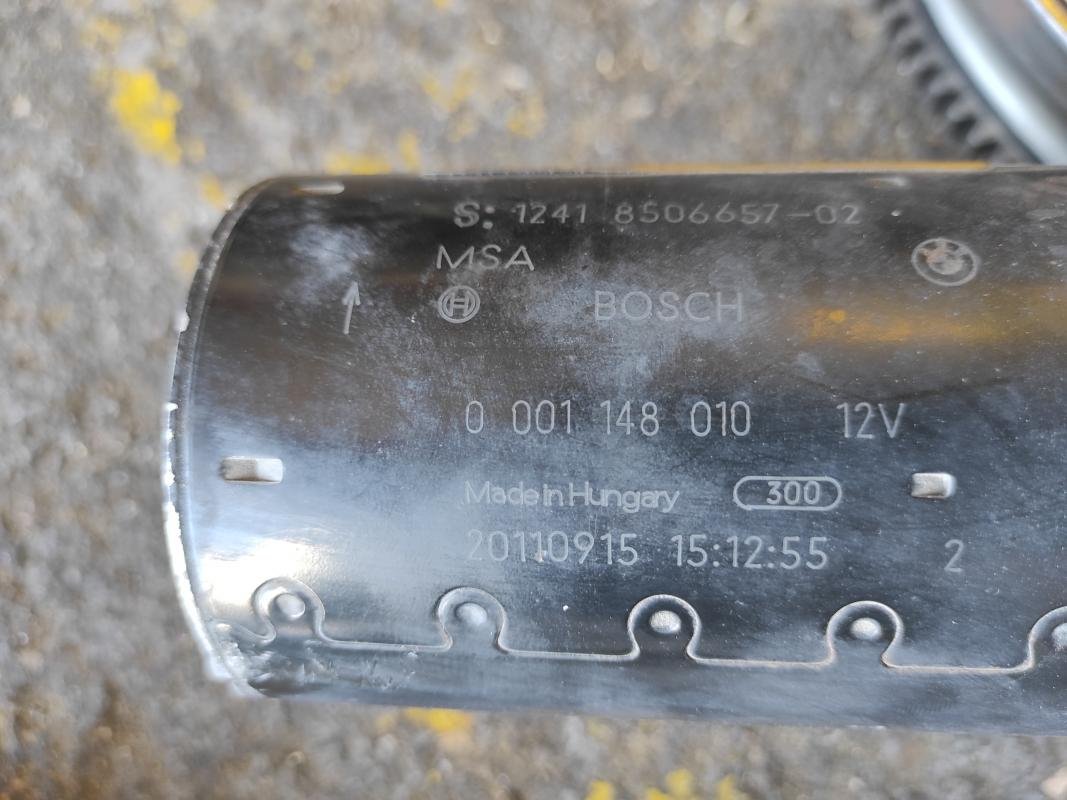 S: 1241 8506657-02
MSA
BOSCH
0 001 148 010 12V
Made in Hungary 300
20110915 15:12:55 2